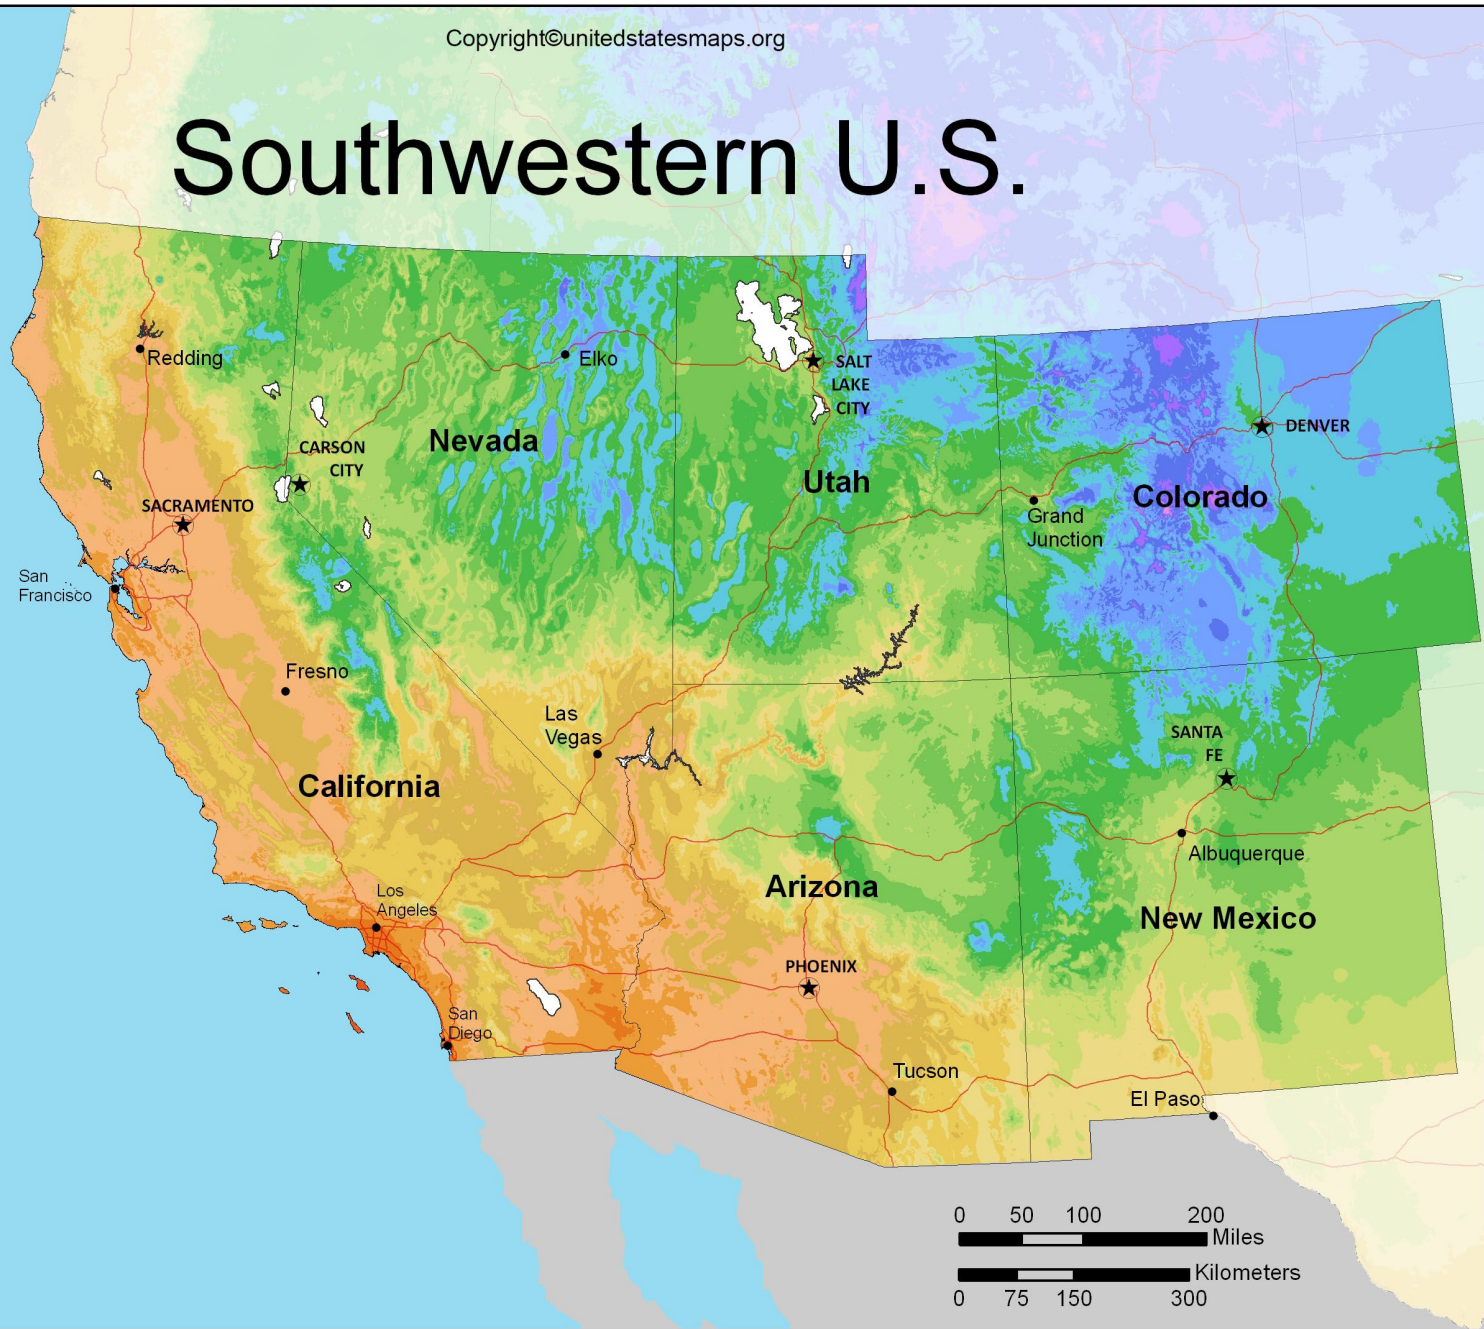 Copyright©unitedstatesmaps.org
Southwestern U.S.
Redding
Elko
SALT
LAKE
CITY
DENVER
CARSON
CITY
Nevada
Utah
Colorado
SACRAMENTO
Grand
Junction
San
Francisco
Fresno
Las
Vegas
SANTA
FE
California
Albuquerque
Arizona
New Mexico
Los
Angeles
PHOENIX
San
Diego
Tucson
El Paso
0 50 100 200
Miles
Kilometers
0 75 150 300